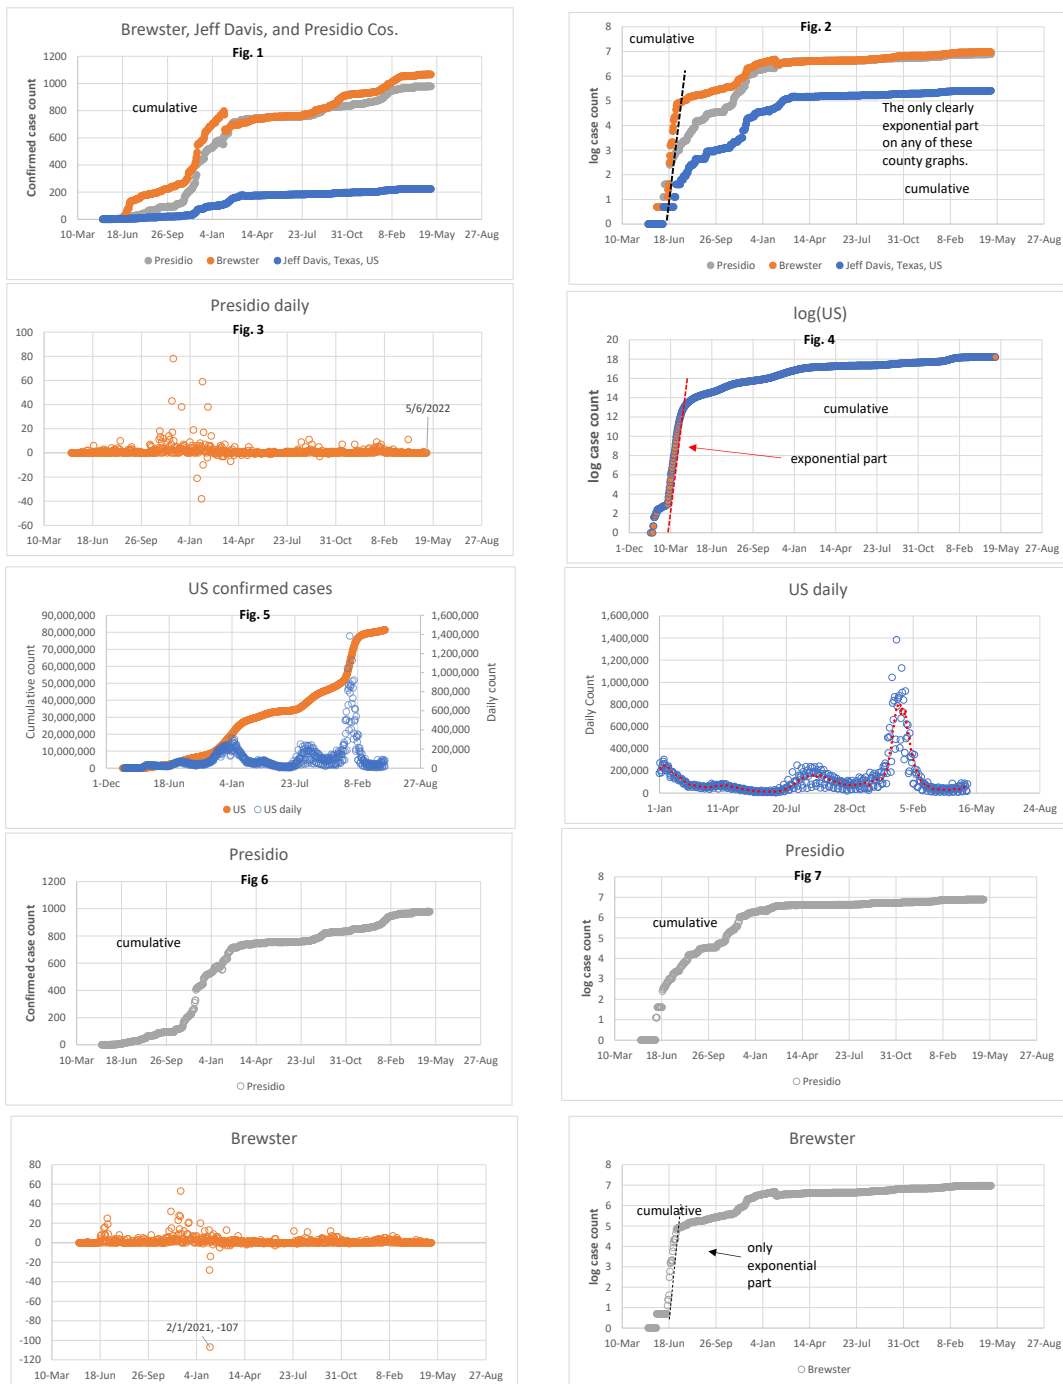 Brewster, Jeff Davis, and Presidio Cos.
Fig. 1
cumulative
Confirmed case count
1200
1000
800
600
400
200
0
10-Mar 18-Jun 26-Sep 4-Jan 14-Apr 23-Jul 31-Oct 8-Feb 19-May 27-Aug
Presidio Brewster Jeff Davis, Texas, US
Fig. 2
cumulative
log case count
8
7
6
5
4
3
2
1
0
The only clearly
exponential part
on any of these
county graphs.
cumulative
10-Mar 18-Jun 26-Sep 4-Jan 14-Apr 23-Jul 31-Oct 8-Feb 19-May 27-Aug
Presidio Brewster Jeff Davis, Texas, US
Presidio daily
Fig. 3
100
80
60
40
20
0
-20
-40
-60
5/6/2022
10-Mar 18-Jun 26-Sep 4-Jan 14-Apr 23-Jul 31-Oct 8-Feb 19-May 27-Aug
log(US)
Fig. 4
log case count
20
18
16
14
12
10
8
6
4
2
0
cumulative
exponential part
1-Dec 10-Mar 18-Jun 26-Sep 4-Jan 14-Apr 23-Jul 31-Oct 8-Feb 19-May 27-Aug
US confirmed cases
Fig. 5
Cumulative count
90,000,000
80,000,000
70,000,000
60,000,000
50,000,000
40,000,000
30,000,000
20,000,000
10,000,000
0
1,600,000
1,400,000
1,200,000
1,000,000
800,000
600,000
400,000
200,000
0
Daily count
1-Dec 18-Jun 4-Jan 23-Jul 8-Feb 27-Aug
US US daily
US daily
Daily Count
1,600,000
1,400,000
1,200,000
1,000,000
800,000
600,000
400,000
200,000
0
1-Jan 11-Apr 20-Jul 28-Oct 5-Feb 16-May 24-Aug
Presidio
Fig 6
cumulative
Confirmed case count
1200
1000
800
600
400
200
0
10-Mar 18-Jun 26-Sep 4-Jan 14-Apr 23-Jul 31-Oct 8-Feb 19-May 27-Aug
Presidio
Presidio
Fig 7
cumulative
log case count
8
7
6
5
4
3
2
1
0
10-Mar 18-Jun 26-Sep 4-Jan 14-Apr 23-Jul 31-Oct 8-Feb 19-May 27-Aug
Presidio
Brewster
80
60
40
20
0
-20
-40
-60
-80
-100
-120
2/1/2021, -107
10-Mar 18-Jun 26-Sep 4-Jan 14-Apr 23-Jul 31-Oct 8-Feb 19-May 27-Aug
Brewster
cumulative
log case count
8
7
6
5
4
3
2
1
0
only
exponential
part
10-Mar 18-Jun 26-Sep 4-Jan 14-Apr 23-Jul 31-Oct 8-Feb 19-May 27-Aug
Brewster